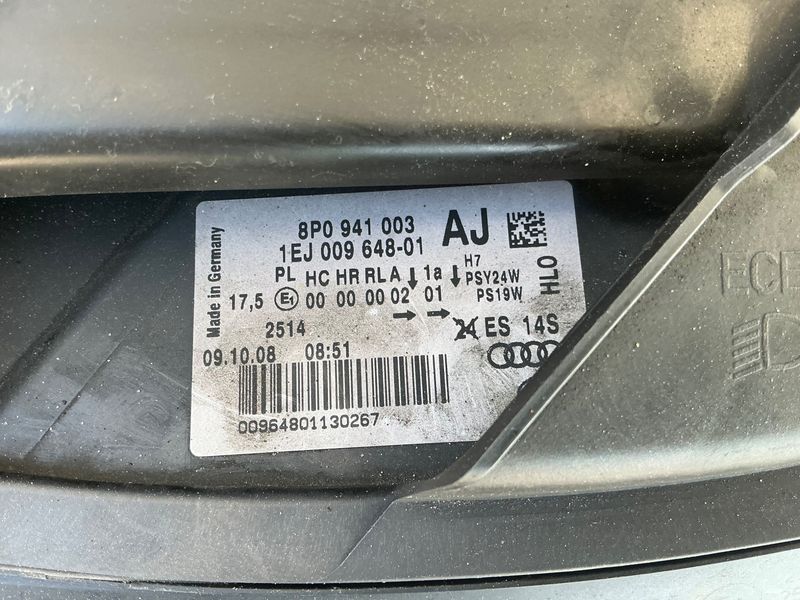 8P0 941 003 AJ
1EJ 009 648-01
Made in Germany
PL HC HR RL A ↓ 1a ↓ H7
PSY24W
17,5 E1 00 00 00 02 01 PS19W
HLO
→ →
2514 24 ES 14S
09.10.08 08:51
00964801130267
ECE